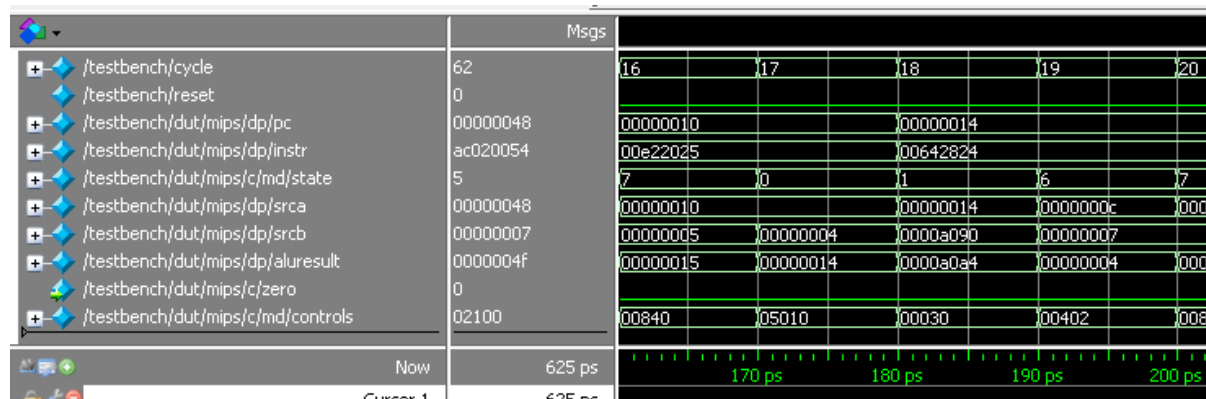 Msgs
/testbench/cycle 62 16 17 18 19 20
/testbench/reset 0
/testbench/dut/mips/dp/pc 00000048 00000010 00000014
/testbench/dut/mips/dp/instr ac020054 00e22025 00642824
/testbench/dut/mips/c/md/state 5 7 0 1 6 7
/testbench/dut/mips/dp/srca 00000048 00000010 00000014 0000000c 000
/testbench/dut/mips/dp/srcb 00000007 00000005 00000004 0000a090 00000007
/testbench/dut/mips/dp/aluresult 0000004f 00000015 00000014 0000a0a4 00000004 000
/testbench/dut/mips/c/zero 0
/testbench/dut/mips/c/md/controls 02100 00840 05010 00030 00402 008
Now 625 ps 170 ps 180 ps 190 ps 200 ps
Cursor 1 625 ps